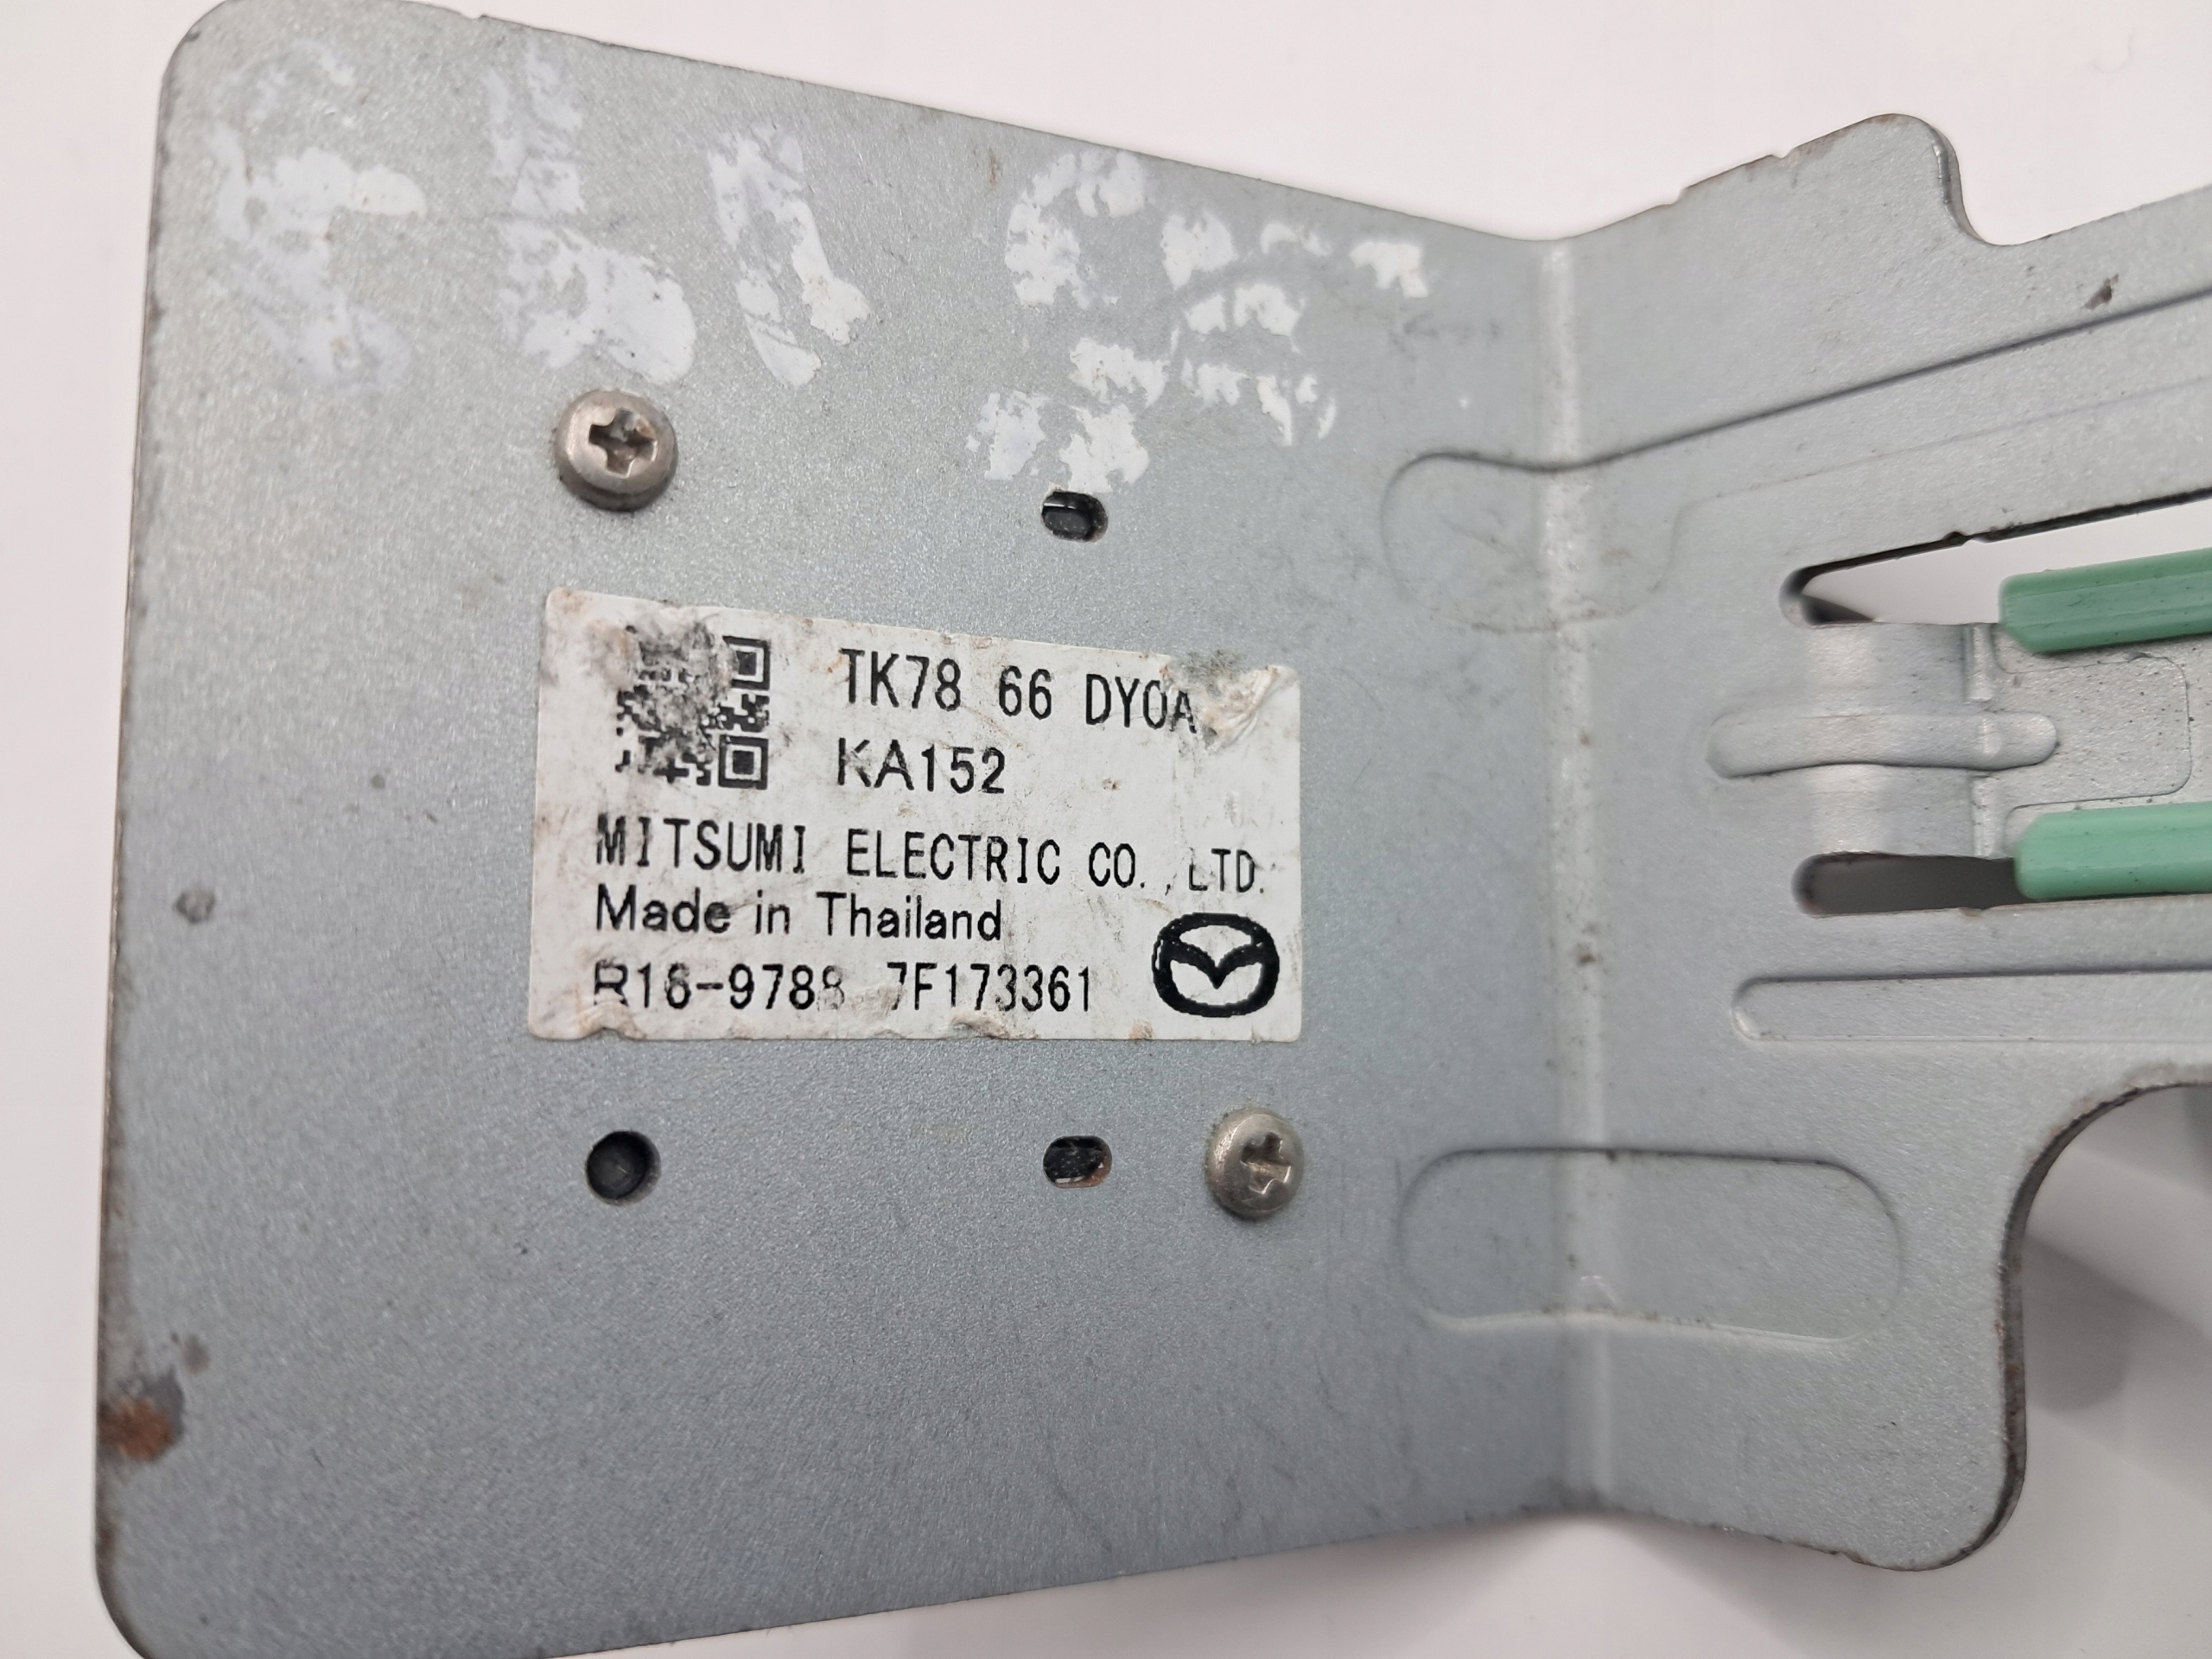 TK78 66 DY0A
KA152
MITSUMI ELECTRIC CO.,LTD.
Made in Thailand
R16-9788 7F173361